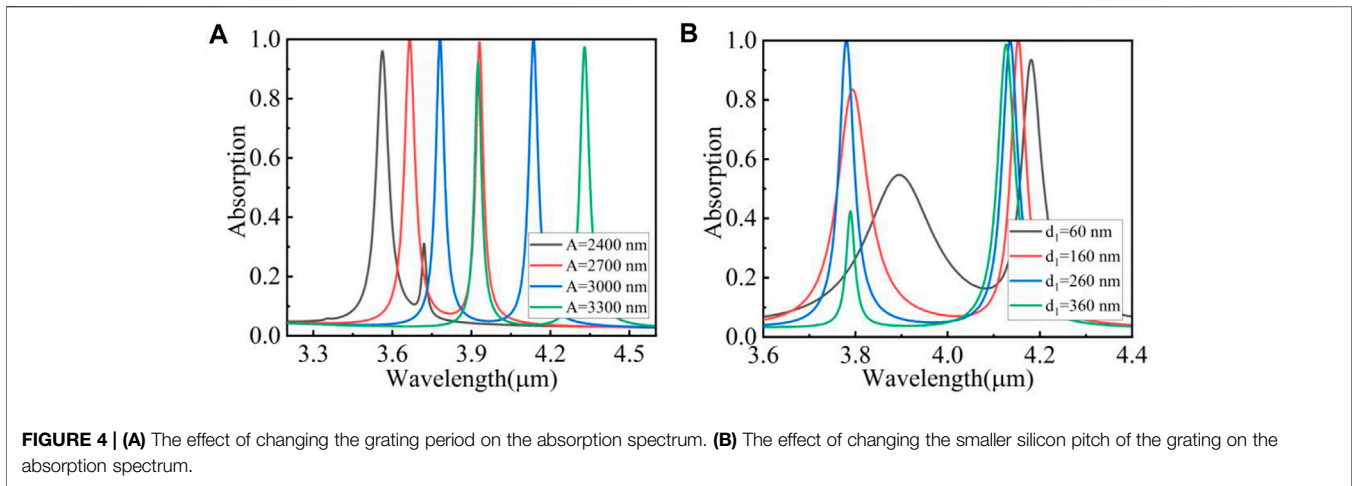 A
B
1.0
0.8
0.6
0.4
0.2
0.0
Absorption
3.3
3.6
3.9
4.2
4.5
Wavelength(μm)
A=2400 nm
A=2700 nm
A=3000 nm
A=3300 nm
1.0
0.8
0.6
0.4
0.2
0.0
Absorption
3.6
3.8
4.0
4.2
4.4
Wavelength(μm)
d₁=60 nm
d₁=160 nm
d₁=260 nm
d₁=360 nm
FIGURE 4 | (A) The effect of changing the grating period on the absorption spectrum. (B) The effect of changing the smaller silicon pitch of the grating on the
absorption spectrum.